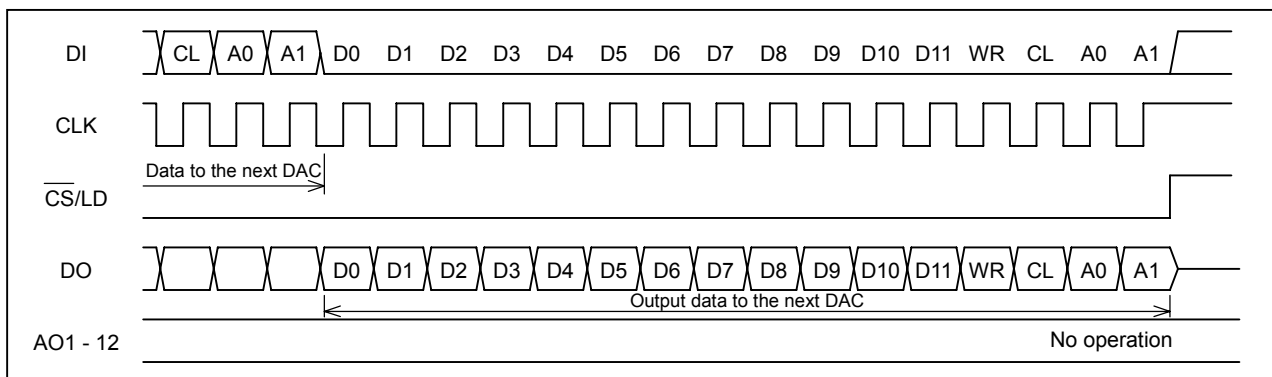 DI CL A0 A1 D0 D1 D2 D3 D4 D5 D6 D7 D8 D9 D10 D11 WR CL A0 A1
CLK
Data to the next DAC
CS/LD
DO D0 D1 D2 D3 D4 D5 D6 D7 D8 D9 D10 D11 WR CL A0 A1
Output data to the next DAC
AO1 - 12 No operation